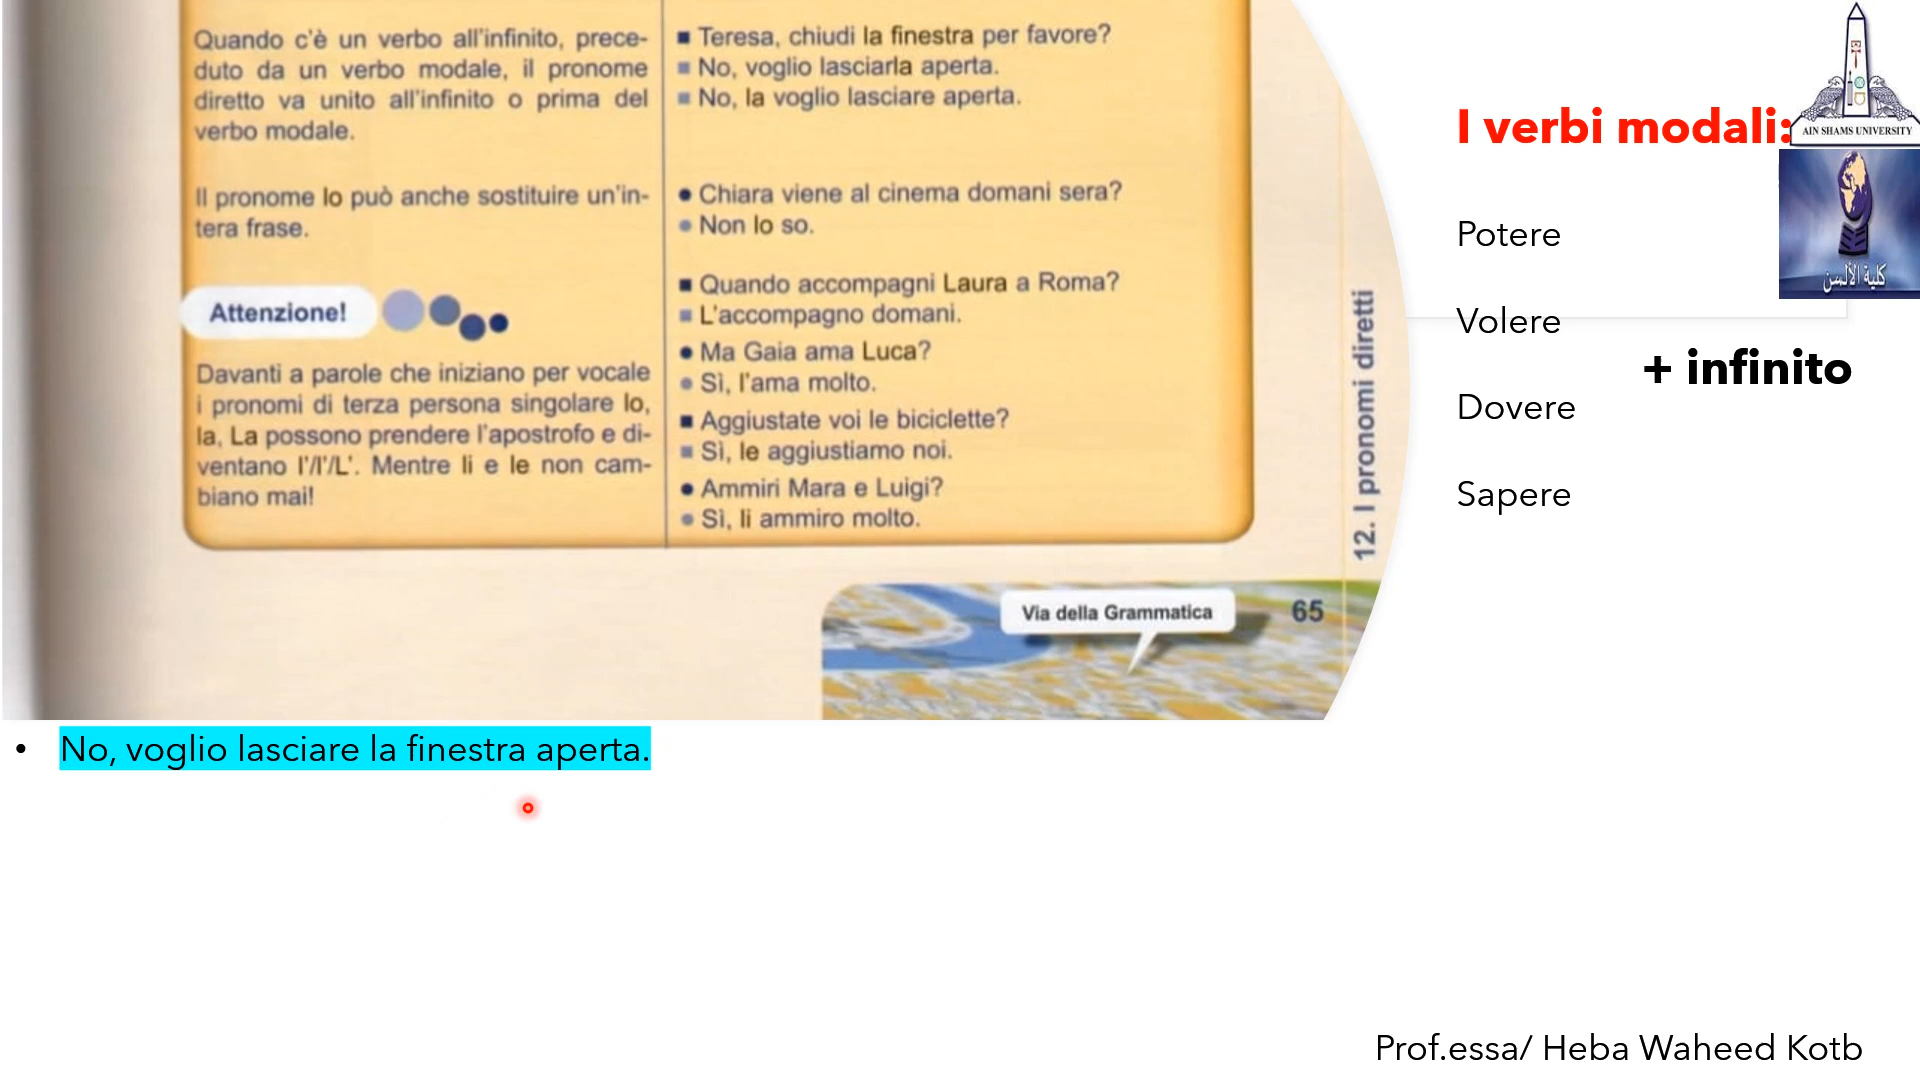 Quando c'è un verbo all'infinito, prece-
duto da un verbo modale, il pronome
diretto va unito all'infinito o prima del
verbo modale.
Teresa, chiudi la finestra per favore?
No, voglio lasciarla aperta.
No, la voglio lasciare aperta.
Il pronome lo può anche sostituire un'in-
tera frase.
Chiara viene al cinema domani sera?
Non lo so.
Attenzione!
Davanti a parole che iniziano per vocale
i pronomi di terza persona singolare lo,
la, La possono prendere l'apostrofo e di-
ventano l'/l'/L'. Mentre li e le non cam-
biano mai!
Quando accompagni Laura a Roma?
L'accompagno domani.
Ma Gaia ama Luca?
Sì, l'ama molto.
Aggiustate voi le biciclette?
Sì, le aggiustiamo noi.
Ammiri Mara e Luigi?
Sì, li ammiro molto.
12. I pronomi diretti
Via della Grammatica
65
I verbi modali:
AIN SHAMS UNIVERSITY
كلية الألسن
Potere
Volere
+ infinito
Dovere
Sapere
• No, voglio lasciare la finestra aperta.
Prof.essa/ Heba Waheed Kotb